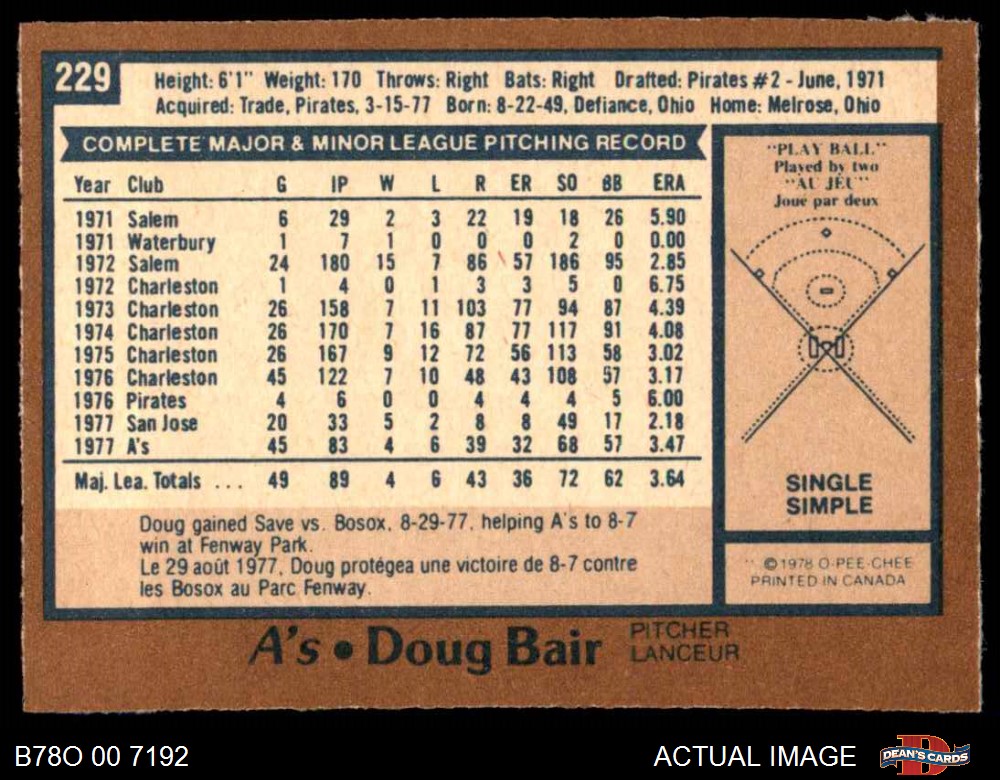 229
Height: 6'1" Weight: 170 Throws: Right Bats: Right Drafted: Pirates #2 - June, 1971
Acquired: Trade, Pirates, 3-15-77 Born: 8-22-49, Defiance, Ohio Home: Melrose, Ohio
COMPLETE MAJOR & MINOR LEAGUE PITCHING RECORD
Year Club G IP W L R ER SO BB ERA
1971 Salem 6 29 2 3 22 19 18 26 5.90
1971 Waterbury 1 7 1 0 0 0 2 0 0.00
1972 Salem 24 180 15 7 86 57 186 95 2.85
1972 Charleston 1 4 0 1 3 3 5 0 6.75
1973 Charleston 26 158 7 11 103 77 94 87 4.39
1974 Charleston 26 170 7 16 87 77 117 91 4.08
1975 Charleston 26 167 9 12 72 56 113 58 3.02
1976 Charleston 45 122 7 10 48 43 108 57 3.17
1976 Pirates 4 6 0 0 4 4 4 5 6.00
1977 San Jose 20 33 5 2 8 8 49 17 2.18
1977 A's 45 83 4 6 39 32 68 57 3.47
Maj. Lea. Totals ... 49 89 4 6 43 36 72 62 3.64
Doug gained Save vs. Bosox, 8-29-77, helping A's to 8-7
win at Fenway Park.
Le 29 août 1977, Doug protégea une victoire de 8-7 contre
les Bosox au Parc Fenway.
"PLAY BALL"
Played by two
"AU JEU"
Joué par deux
SINGLE
SIMPLE
©1978 O-PEE-CHEE
PRINTED IN CANADA
A's • Doug Bair
PITCHER
LANCEUR
B78O 00 7192
ACTUAL IMAGE
DEAN'S CARDS